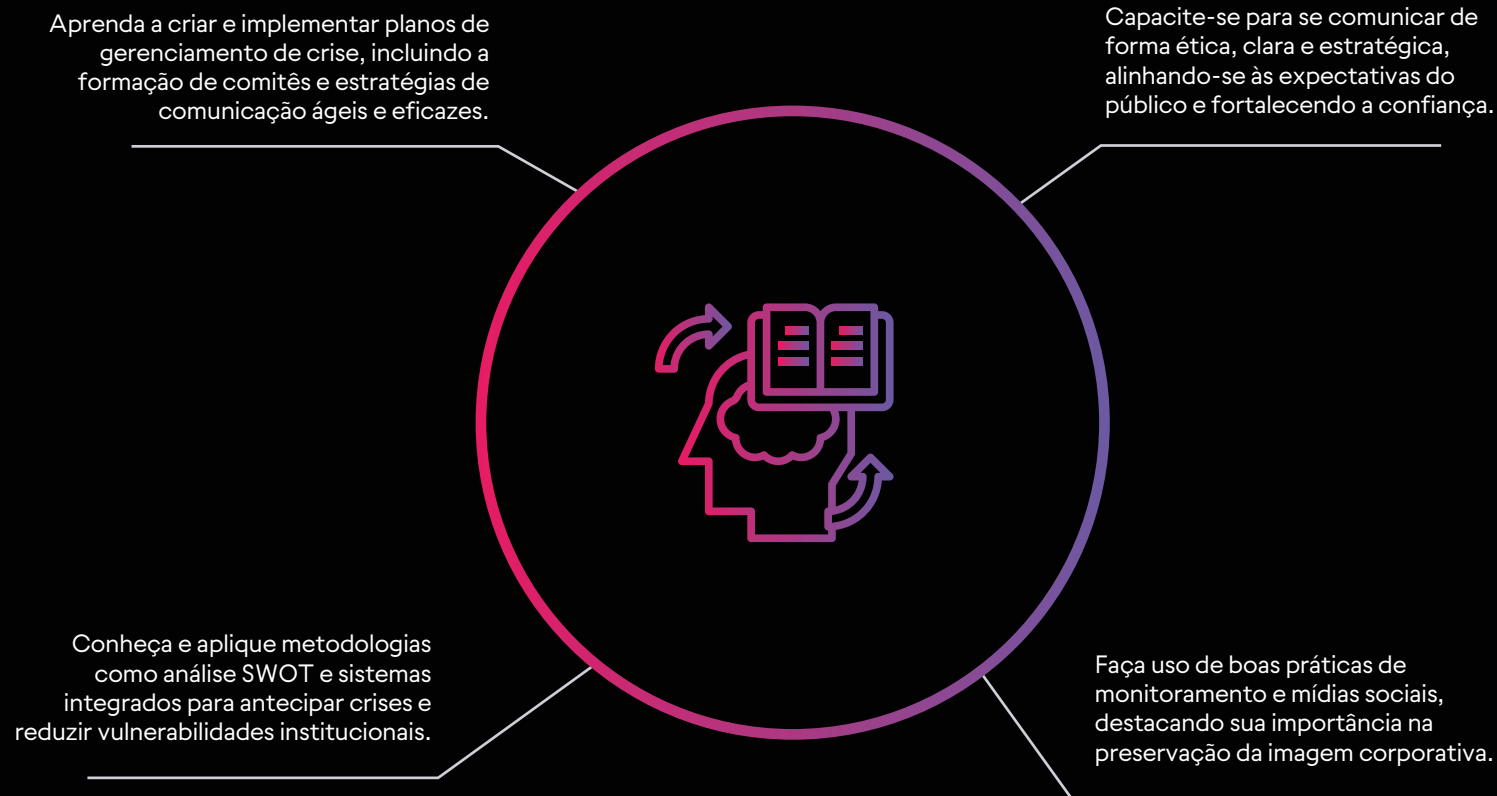 Aprenda a criar e implementar planos de
gerenciamento de crise, incluindo a
formação de comitês e estratégias de
comunicação ágeis e eficazes.
Capacite-se para se comunicar de
forma ética, clara e estratégica,
alinhando-se às expectativas do
público e fortalecendo a confiança.
Conheça e aplique metodologias
como análise SWOT e sistemas
integrados para antecipar crises e
reduzir vulnerabilidades institucionais.
Faça uso de boas práticas de
monitoramento e mídias sociais,
destacando sua importância na
preservação da imagem corporativa.